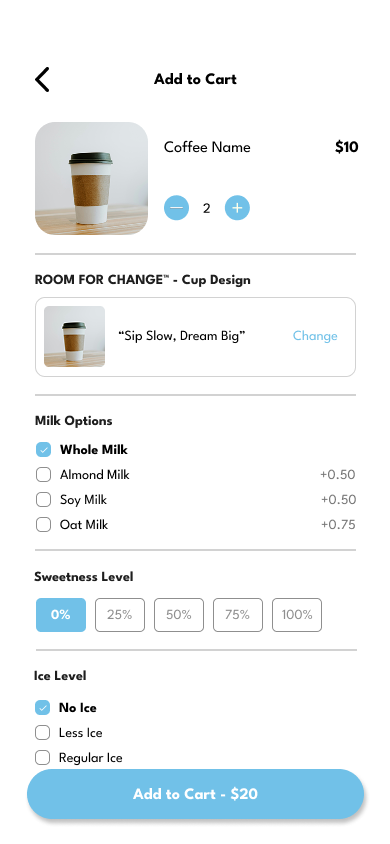 Add to Cart
Coffee Name $10
2
ROOM FOR CHANGE™ - Cup Design
“Sip Slow, Dream Big” Change
Milk Options
Whole Milk
Almond Milk +0.50
Soy Milk +0.50
Oat Milk +0.75
Sweetness Level
0% 25% 50% 75% 100%
Ice Level
No Ice
Less Ice
Regular Ice
Add to Cart - $20